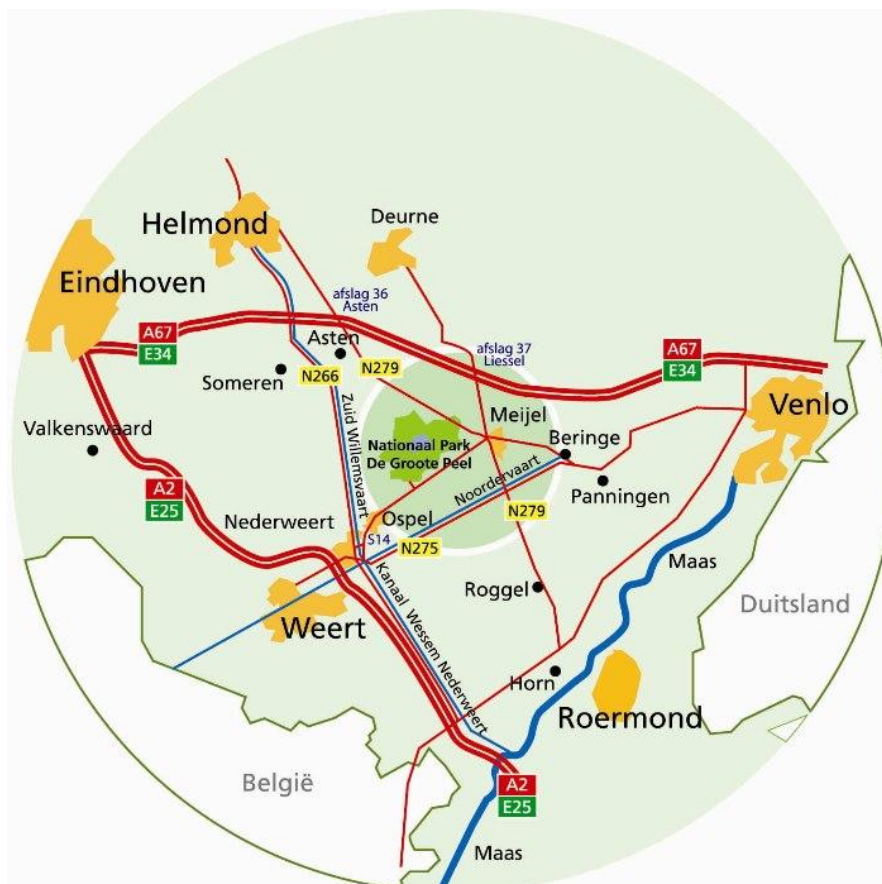 Helmond
Deurne
Eindhoven
afslag 36
Asten
A67
E34
Asten
afslag 37
Liessel
A67
E34
Someren
N266
N279
Venlo
Valkenswaard
Zuid Willemsvaart
Nationaal Park
De Groote Peel
Meijel
Beringe
Noordervaart
Panningen
A2
E25
Nederweert
Ospel
S14
N275
N279
Kanaal Wessem Nederweert
Roggel
Maas
Duitsland
Weert
Horn
Roermond
België
A2
E25
Maas